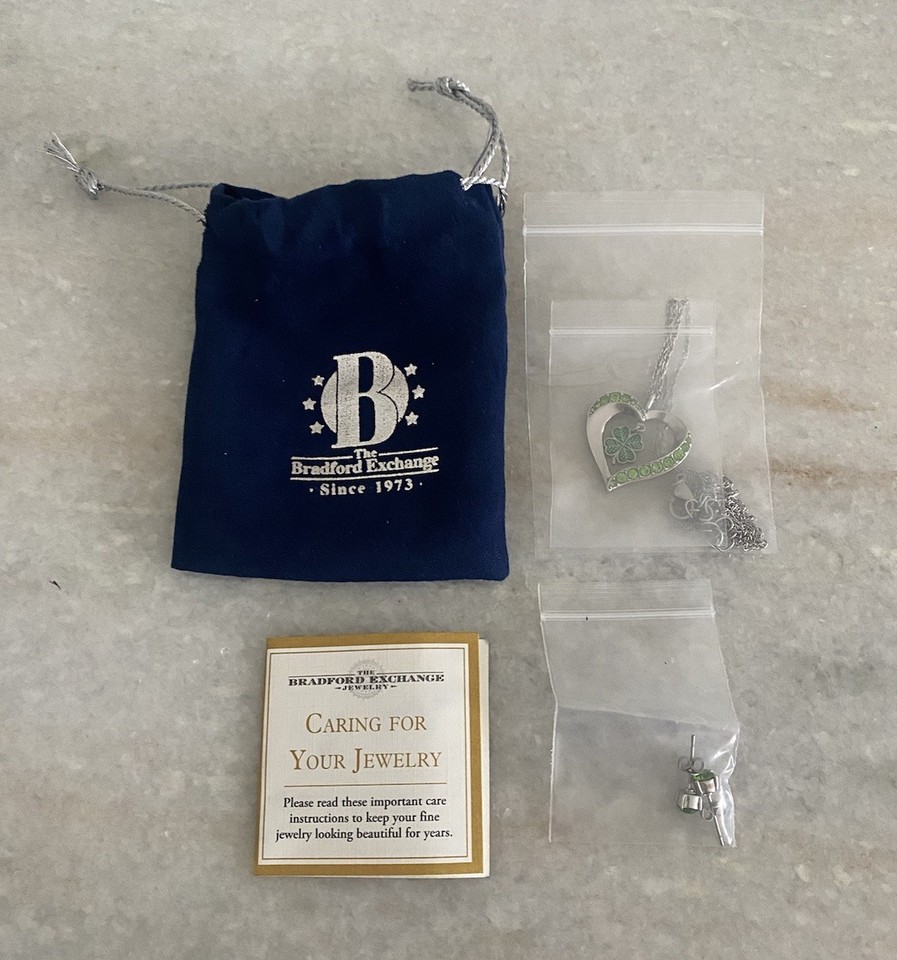 B
The
Bradford Exchange
· Since 1973 ·
THE
BRADFORD EXCHANGE
JEWELRY
CARING FOR
YOUR JEWELRY
Please read these important care
instructions to keep your fine
jewelry looking beautiful for years.